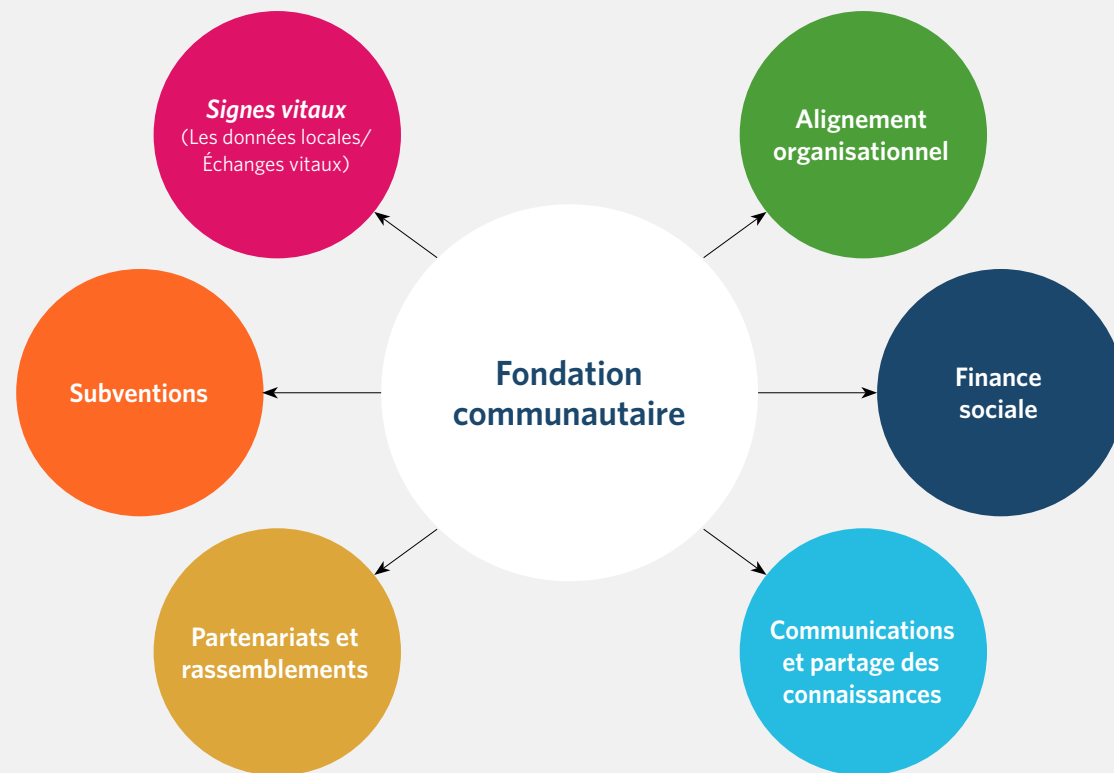 Signes vitaux
(Les données locales/
Échanges vitaux)
Alignement
organisationnel
Subventions
Fondation
communautaire
Finance
sociale
Partenariats et
rassemblements
Communications
et partage des
connaissances